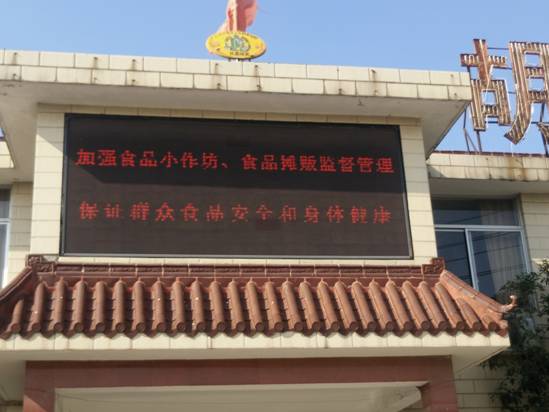 胡
加强食品小作坊、食品摊贩监督管理
保证群众食品安全和身体健康